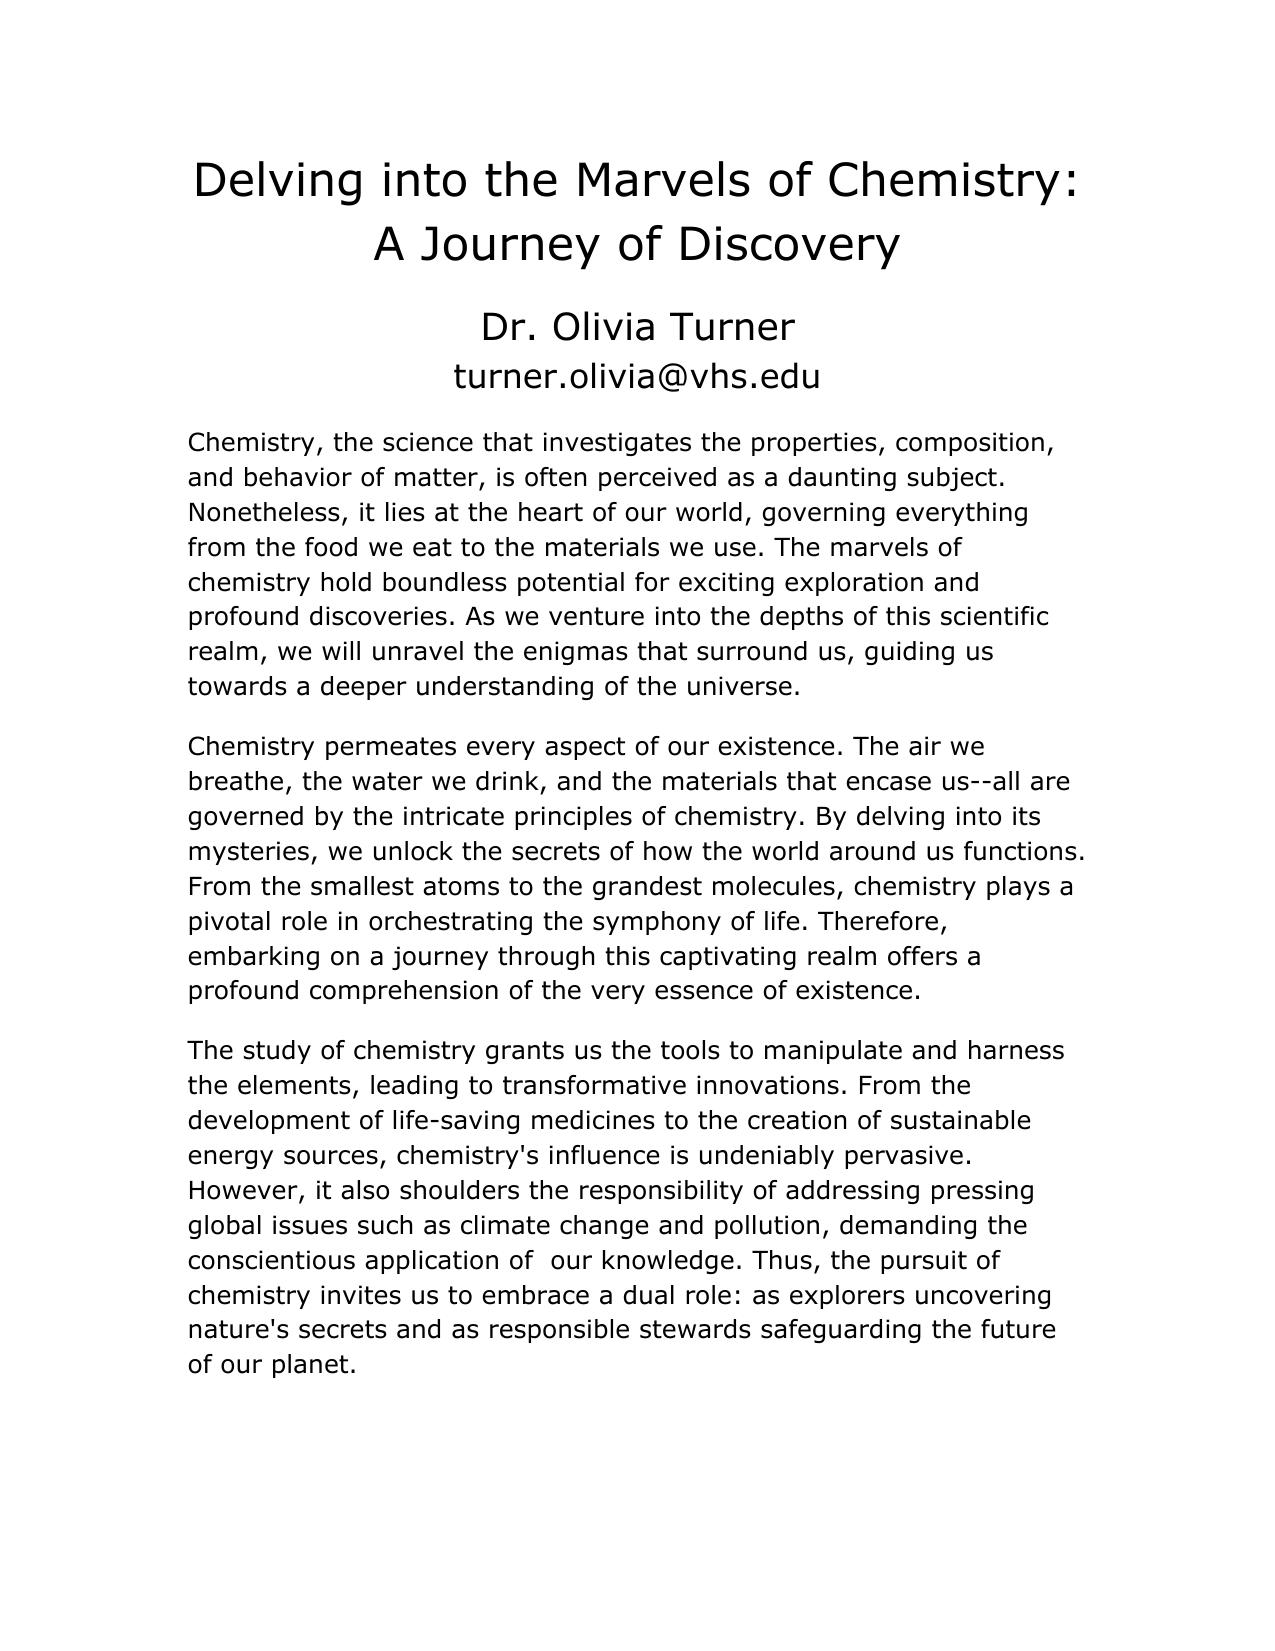 Delving into the Marvels of Chemistry:
A Journey of Discovery
Dr. Olivia Turner
turner.olivia@vhs.edu
Chemistry, the science that investigates the properties, composition,
and behavior of matter, is often perceived as a daunting subject.
Nonetheless, it lies at the heart of our world, governing everything
from the food we eat to the materials we use. The marvels of
chemistry hold boundless potential for exciting exploration and
profound discoveries. As we venture into the depths of this scientific
realm, we will unravel the enigmas that surround us, guiding us
towards a deeper understanding of the universe.
Chemistry permeates every aspect of our existence. The air we
breathe, the water we drink, and the materials that encase us--all are
governed by the intricate principles of chemistry. By delving into its
mysteries, we unlock the secrets of how the world around us functions.
From the smallest atoms to the grandest molecules, chemistry plays a
pivotal role in orchestrating the symphony of life. Therefore,
embarking on a journey through this captivating realm offers a
profound comprehension of the very essence of existence.
The study of chemistry grants us the tools to manipulate and harness
the elements, leading to transformative innovations. From the
development of life-saving medicines to the creation of sustainable
energy sources, chemistry's influence is undeniably pervasive.
However, it also shoulders the responsibility of addressing pressing
global issues such as climate change and pollution, demanding the
conscientious application of  our knowledge. Thus, the pursuit of
chemistry invites us to embrace a dual role: as explorers uncovering
nature's secrets and as responsible stewards safeguarding the future
of our planet.